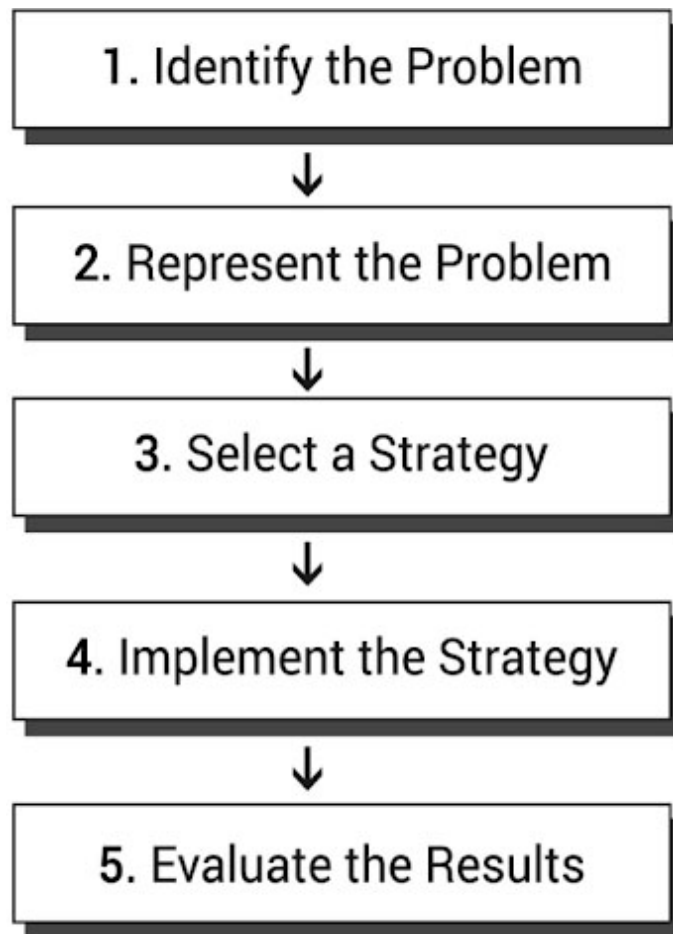 1. Identify the Problem
2. Represent the Problem
3. Select a Strategy
4. Implement the Strategy
5. Evaluate the Results